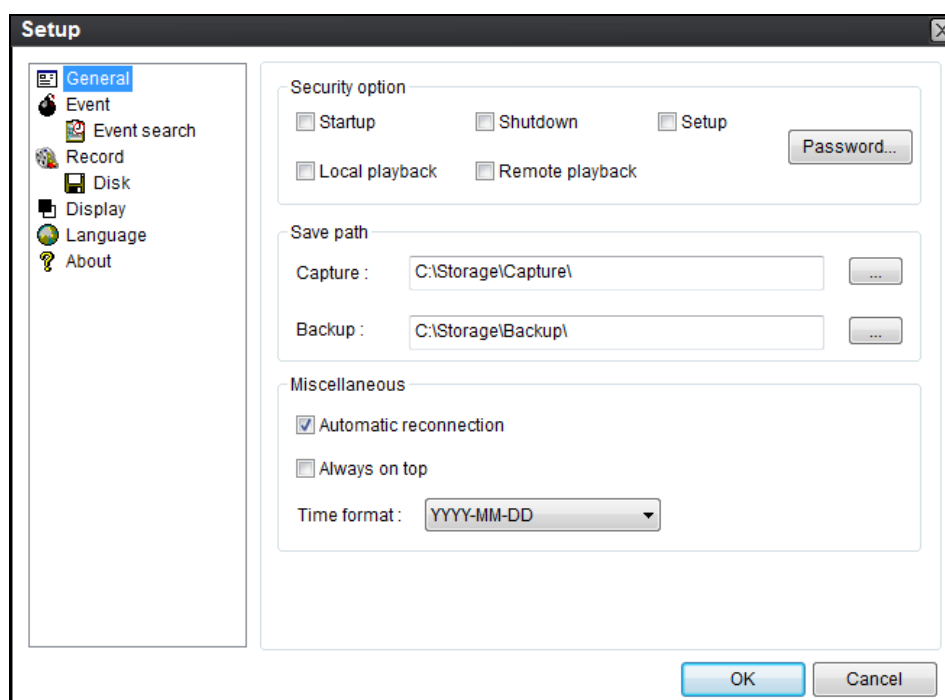 Setup
General
Event
Event search
Record
Disk
Display
Language
About
Security option
Startup
Shutdown
Setup
Password...
Local playback
Remote playback
Save path
Capture :
C:\Storage\Capture\
...
Backup :
C:\Storage\Backup\
...
Miscellaneous
Automatic reconnection
Always on top
Time format :
YYYY-MM-DD
OK
Cancel